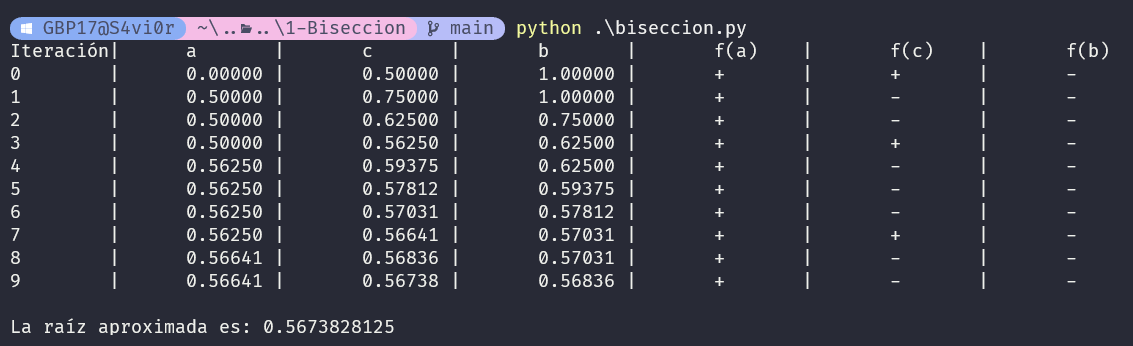 GBP17@S4vi0r ~\..\..\1-Biseccion main python .\biseccion.py
Iteración| a | c | b | f(a) | f(c) | f(b)
0 | 0.00000 | 0.50000 | 1.00000 | + | + | -
1 | 0.50000 | 0.75000 | 1.00000 | + | - | -
2 | 0.50000 | 0.62500 | 0.75000 | + | - | -
3 | 0.50000 | 0.56250 | 0.62500 | + | + | -
4 | 0.56250 | 0.59375 | 0.62500 | + | - | -
5 | 0.56250 | 0.57812 | 0.59375 | + | - | -
6 | 0.56250 | 0.57031 | 0.57812 | + | - | -
7 | 0.56250 | 0.56641 | 0.57031 | + | + | -
8 | 0.56641 | 0.56836 | 0.57031 | + | - | -
9 | 0.56641 | 0.56738 | 0.56836 | + | - | -
La raíz aproximada es: 0.5673828125